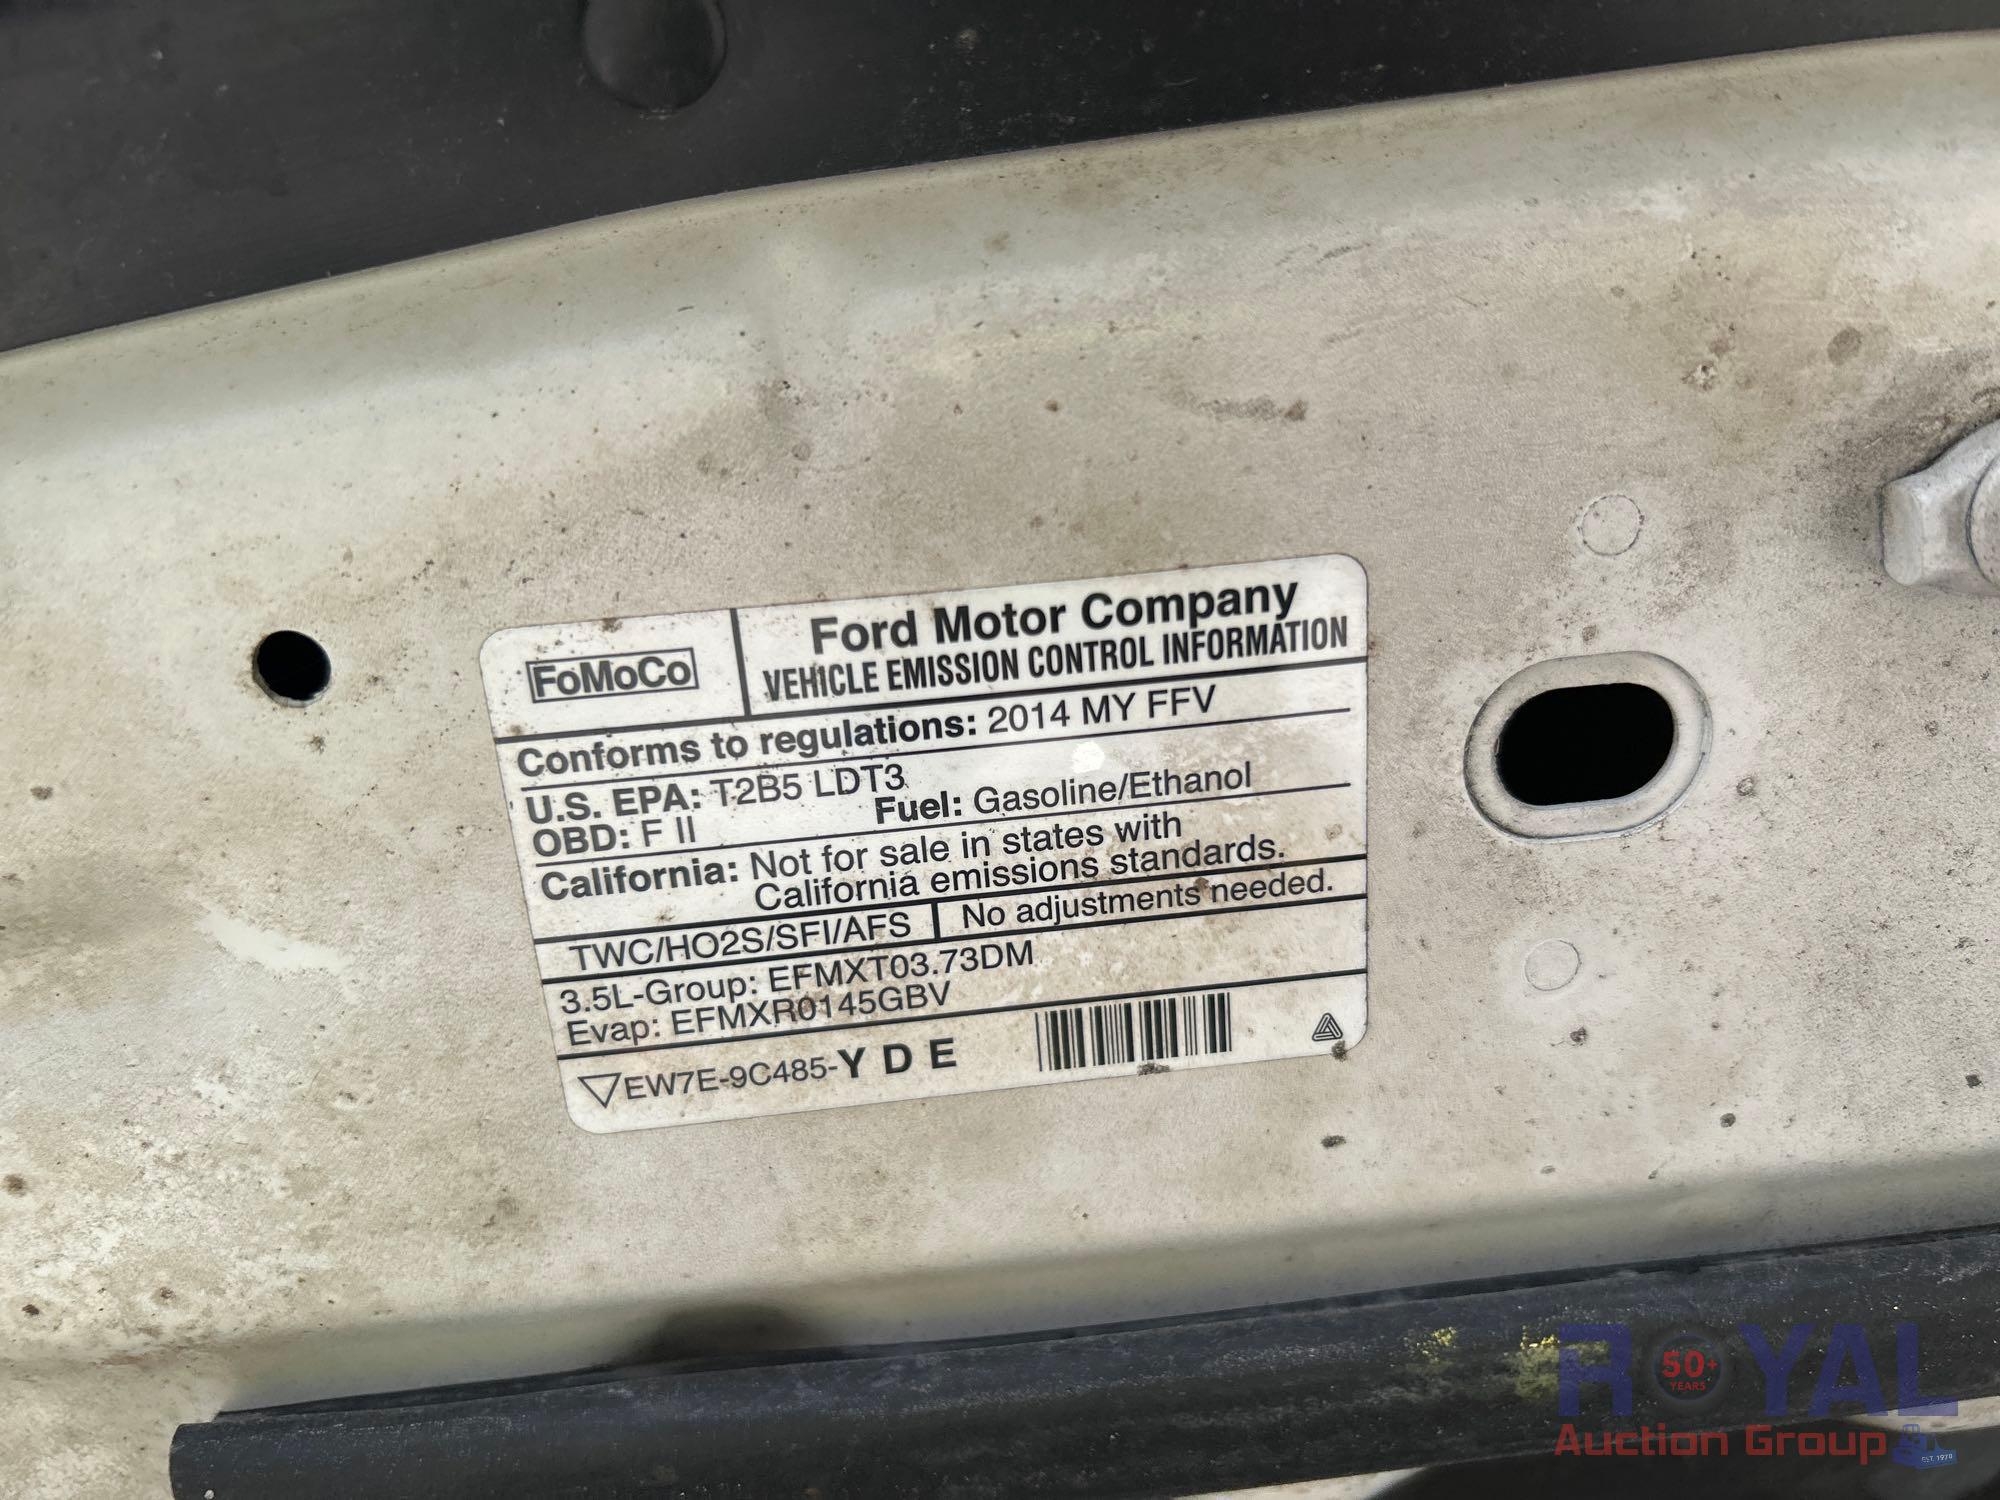 FoMoCo
Ford Motor Company
VEHICLE EMISSION CONTROL INFORMATION
Conforms to regulations: 2014 MY FFV
U.S. EPA: T2B5 LDT3
OBD: F II
Fuel: Gasoline/Ethanol
California: Not for sale in states with
California emissions standards.
TWC/HO2S/SFI/AFS
No adjustments needed.
3.5L-Group: EFMXT03.73DM
Evap: EFMXR0145GBV
EW7E-9C485-Y D E
ROYAL
50+
YEARS
Auction Group
EST. 1970